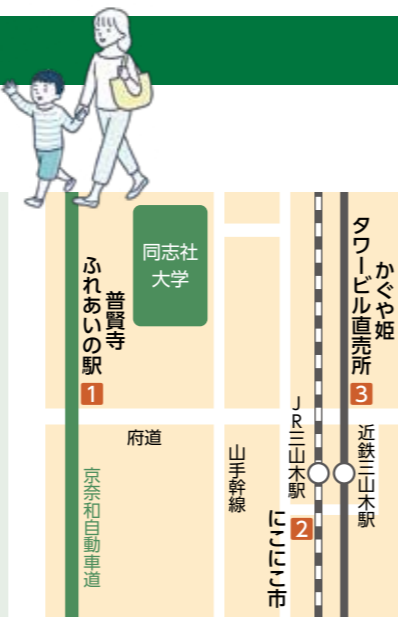 かぐや姫
タワービル直売所
3
同志社
大学
普賢寺
ふれあいの駅
1
近鉄三山木駅
JR三山木駅
府道
山手幹線
にこにこ市
2
京奈和自動車道